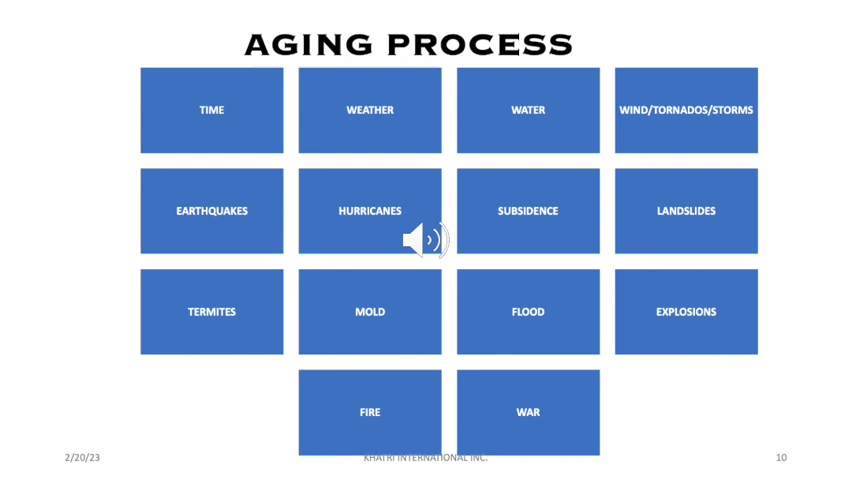 AGING PROCESS
TIME
WEATHER
WATER
WIND/TORNADOS/STORMS
EARTHQUAKES
HURRICANES
SUBSIDENCE
LANDSLIDES
TERMITES
MOLD
FLOOD
EXPLOSIONS
FIRE
WAR
2/20/23
KHATRI INTERNATIONAL INC.
10